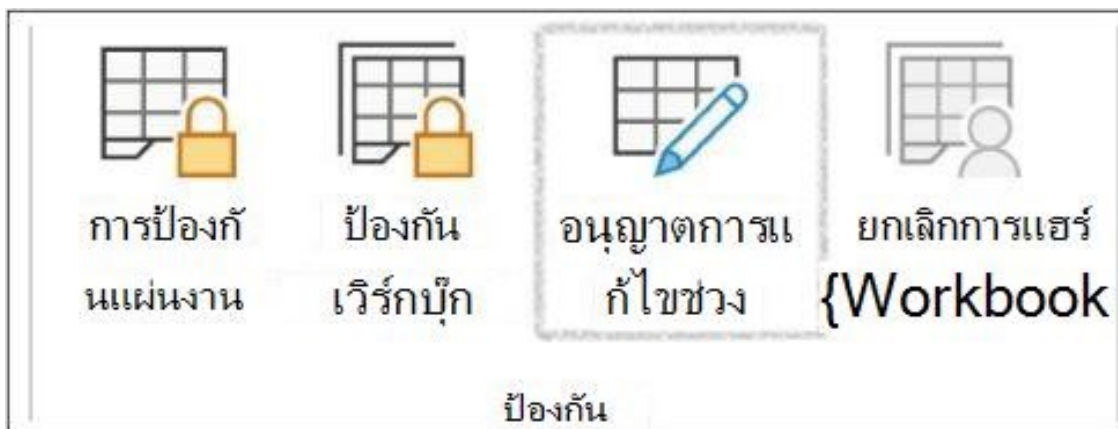 การป้องกั
นแผ่นงาน
ป้องกัน
เวิร์กบุ๊ก
อนุญาตการแ
ก้ไขช่วง
ยกเลิกการแฮร์
{Workbook
ป้องกัน